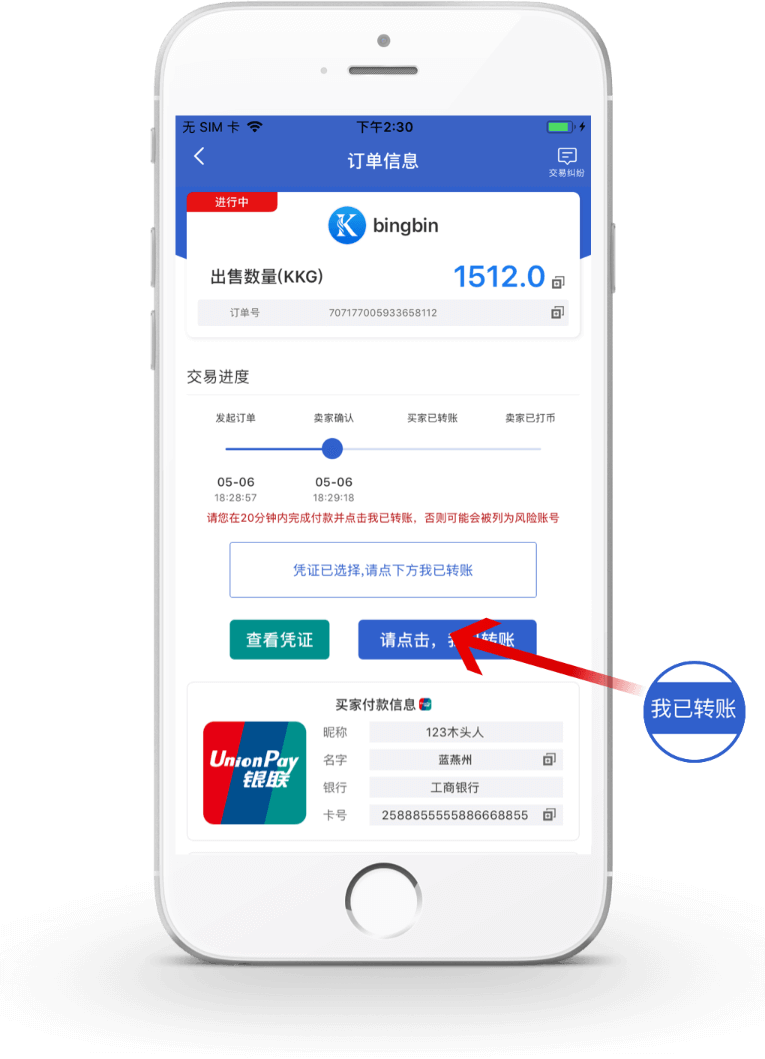 无 SIM 卡
下午2:30
订单信息
交易纠纷
进行中
bingbin
出售数量(KKG)
1512.0
订单号
707177005933658112
交易进度
发起订单
卖家确认
买家已转账
卖家已打币
05-06
05-06
18:28:57
18:29:18
请您在20分钟内完成付款并点击我已转账，否则可能会被列为风险账号
凭证已选择,请点下方我已转账
查看凭证
请点击，我已转账
我已转账
买家付款信息
UnionPay
银联
昵称
123木头人
名字
蓝燕州
银行
工商银行
卡号
2588855555886668855